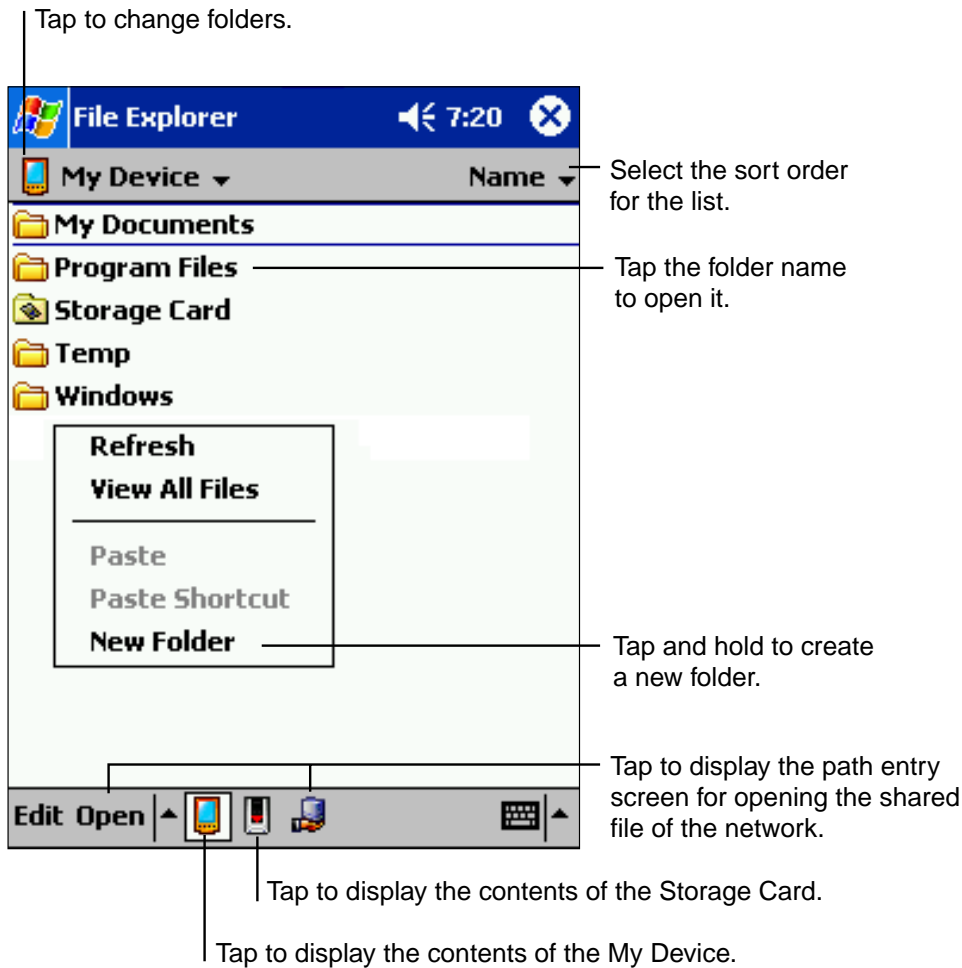 Tap to change folders.
File Explorer 7:20
My Device Name
Select the sort order
for the list.
My Documents
Program Files
Tap the folder name
to open it.
Storage Card
Temp
Windows
Refresh
View All Files
Paste
Paste Shortcut
New Folder
Tap and hold to create
a new folder.
Tap to display the path entry
screen for opening the shared
file of the network.
Edit Open
Tap to display the contents of the Storage Card.
Tap to display the contents of the My Device.